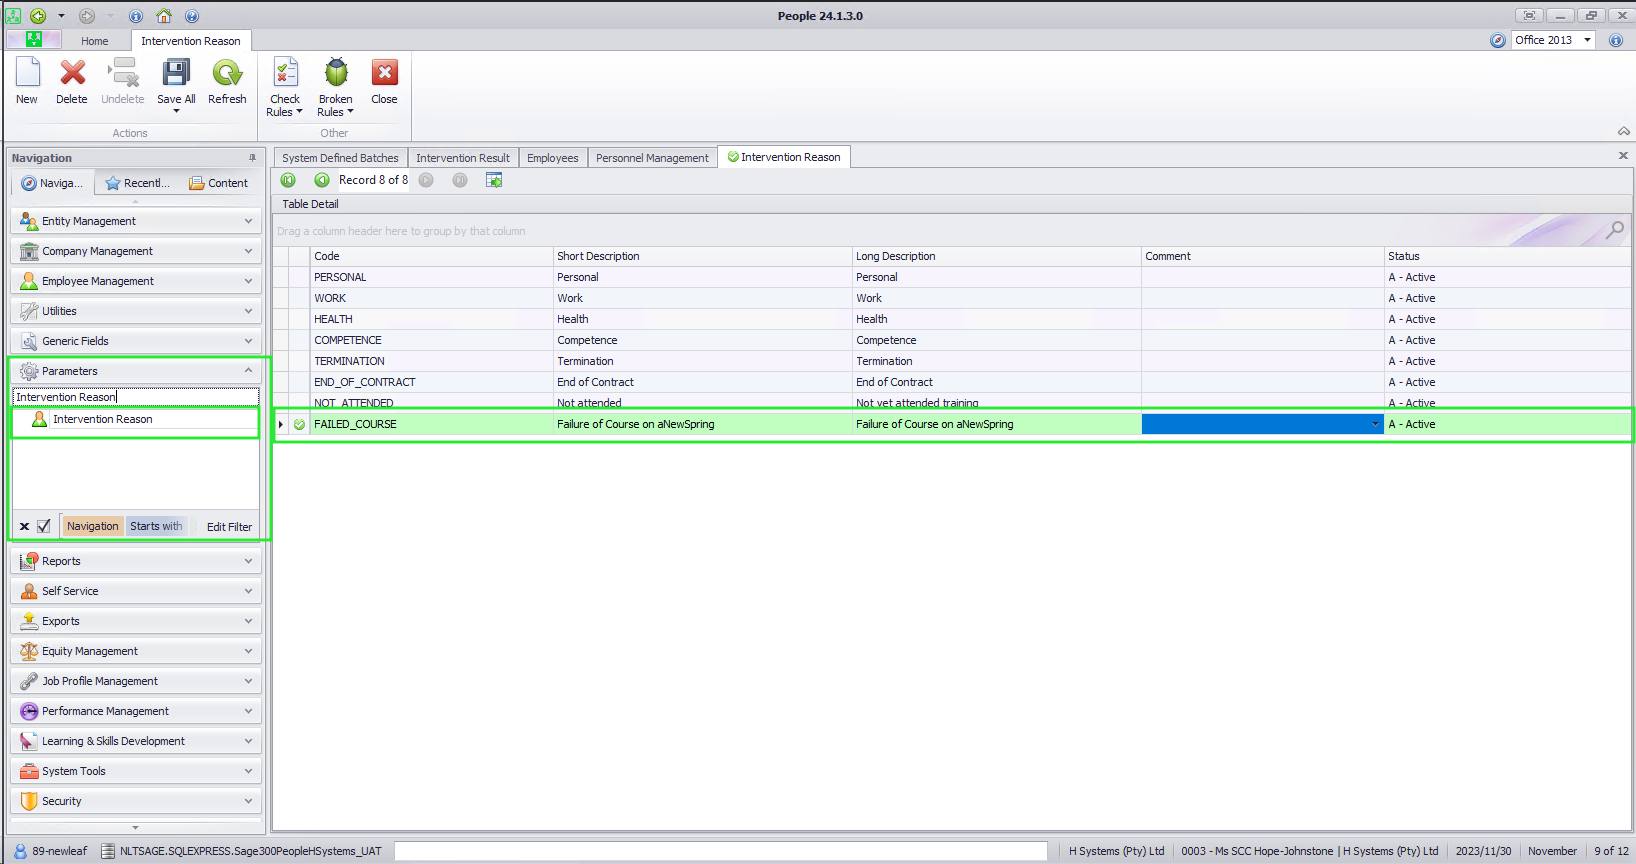 People 24.1.3.0
Home
Intervention Reason
Office 2013
New
Delete
Undelete
Save All
Refresh
Check Rules
Broken Rules
Close
Actions
Other
Navigation
Naviga...
Recentl...
Content
Entity Management
Company Management
Employee Management
Utilities
Generic Fields
Parameters
Intervention Reason
Intervention Reason
Navigation Starts with Edit Filter
Reports
Self Service
Exports
Equity Management
Job Profile Management
Performance Management
Learning & Skills Development
System Tools
Security
System Defined Batches
Intervention Result
Employees
Personnel Management
Intervention Reason
Record 8 of 8
Table Detail
Drag a column header here to group by that column
Code Short Description Long Description Comment Status
PERSONAL Personal Personal A - Active
WORK Work Work A - Active
HEALTH Health Health A - Active
COMPETENCE Competence Competence A - Active
TERMINATION Termination Termination A - Active
END_OF_CONTRACT End of Contract End of Contract A - Active
NOT_ATTENDED Not attended Not yet attended training A - Active
FAILED_COURSE Failure of Course on aNewSpring Failure of Course on aNewSpring A - Active
89-newleaf NLTSAGE.SQLEXPRESS.Sage300PeopleHSystems_UAT H Systems (Pty) Ltd 0003 - Ms SCC Hope-Johnstone | H Systems (Pty) Ltd 2023/11/30 November 9 of 12